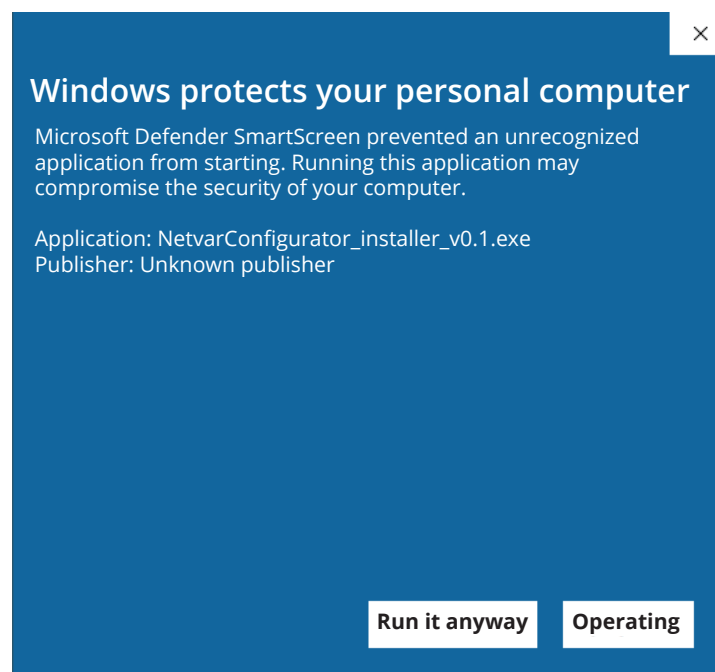 Windows protects your personal computer
Microsoft Defender SmartScreen prevented an unrecognized
application from starting. Running this application may
compromise the security of your computer.
Application: NetvarConfigurator_installer_v0.1.exe
Publisher: Unknown publisher
Run it anyway
Operating